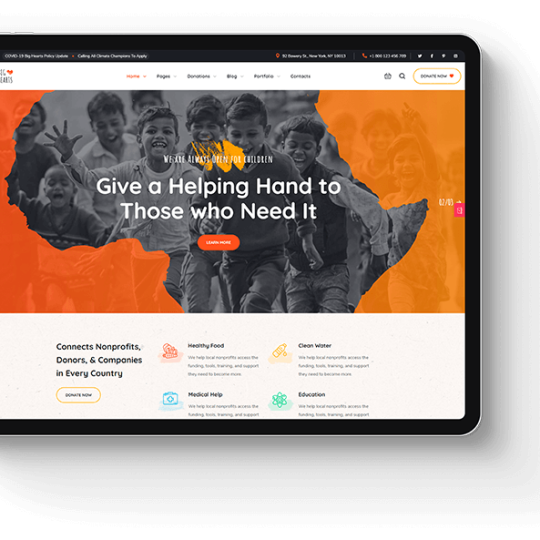 COVID-19 Big Hearts Policy Update
Calling All Climate Champions To Apply
82 Bowery St., New York, NY 10013
+1 800 123 456 789
BIG
HEARTS
Home
Pages
Donations
Blog
Portfolio
Contacts
DONATE NOW
We Are Always Open for Children
Give a Helping Hand to
Those who Need It
LEARN MORE
02/03
Connects Nonprofits,
Donors, & Companies
in Every Country
DONATE NOW
Healthy Food
We help local nonprofits access the
funding, tools, training, and support
they need to become more.
Clean Water
We help local nonprofits access the
funding, tools, training, and support
they need to become more.
Medical Help
We help local nonprofits access the
funding, tools, training, and support
Education
We help local nonprofits access the
funding, tools, training, and support